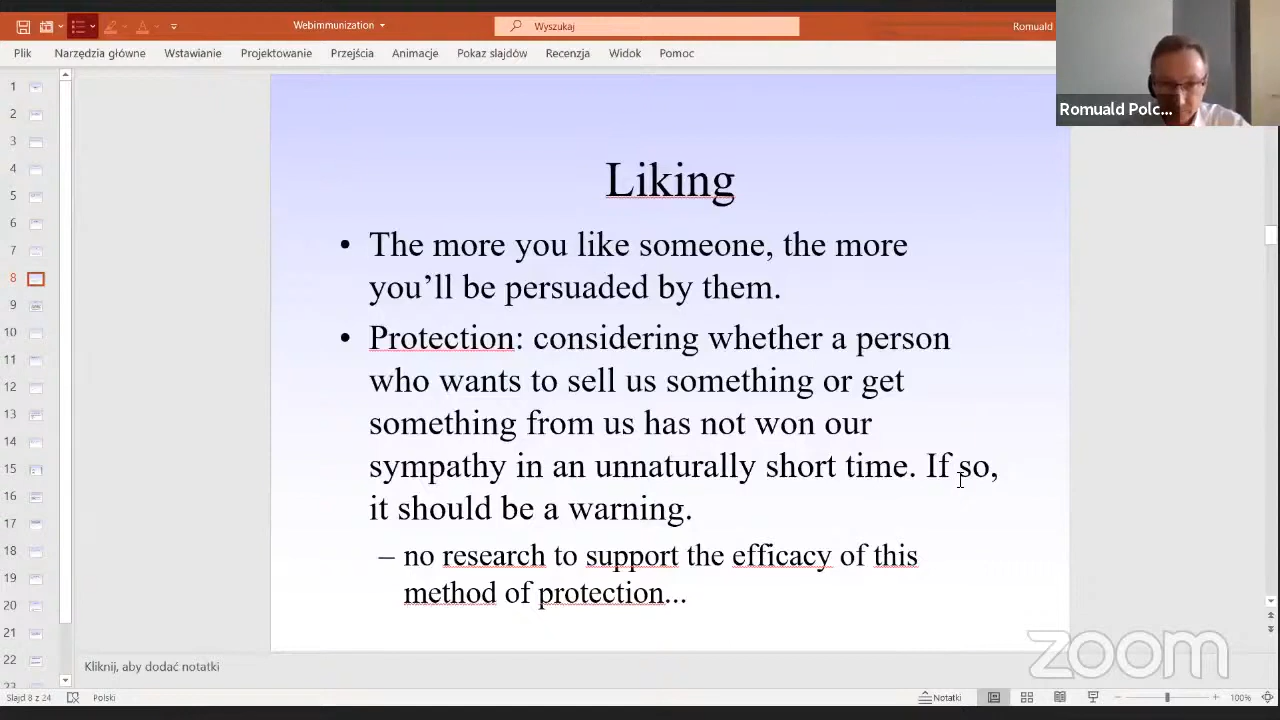 Webimmunization
Wyszukaj
Romuald
Plik Narzędzia główne Wstawianie Projektowanie Przejścia Animacje Pokaz slajdów Recenzja Widok Pomoc
Romuald Polc...
1
2
3
4
5
6
7
8
9
10
11
12
13
14
15
16
17
18
19
20
21
22
23
Liking
• The more you like someone, the more
you’ll be persuaded by them.
• Protection: considering whether a person
who wants to sell us something or get
something from us has not won our
sympathy in an unnaturally short time. If so,
it should be a warning.
– no research to support the efficacy of this
method of protection...
zoom
Kliknij, aby dodać notatki
Slajd 8 z 24 Polski Notatki 100%